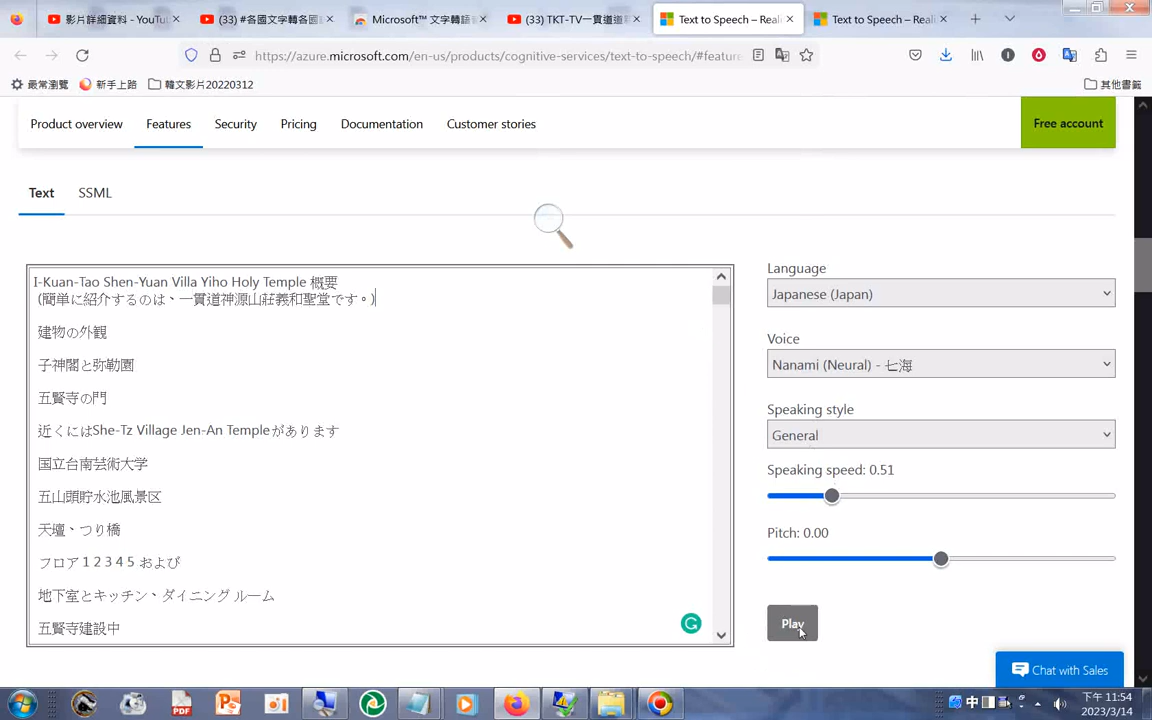 影片詳細資料 - YouTu
(33) #各國文字轉各國
Microsoft™ 文字轉語
(33) TKT-TV一貫道道
Text to Speech – Real
Text to Speech – Real
https://azure.microsoft.com/en-us/products/cognitive-services/text-to-speech/#feature
最常瀏覽
新手上路
韓文影片20220312
其他書籤
Product overview
Features
Security
Pricing
Documentation
Customer stories
Free account
Text
SSML
I-Kuan-Tao Shen-Yuan Villa Yiho Holy Temple 概要
(簡単に紹介するのは、一貫道神源山莊義和聖堂です。)
建物の外観
子神閣と弥勒園
五賢寺の門
近くにはShe-Tz Village Jen-An Templeがあります
国立台南芸術大学
五山頭貯水池風景区
天壇、つり橋
フロア 1 2 3 4 5 および
地下室とキッチン、ダイニング ルーム
五賢寺建設中
Language
Japanese (Japan)
Voice
Nanami (Neural) - 七海
Speaking style
General
Speaking speed: 0.51
Pitch: 0.00
Play
Chat with Sales
中
下午 11:54
2023/3/14